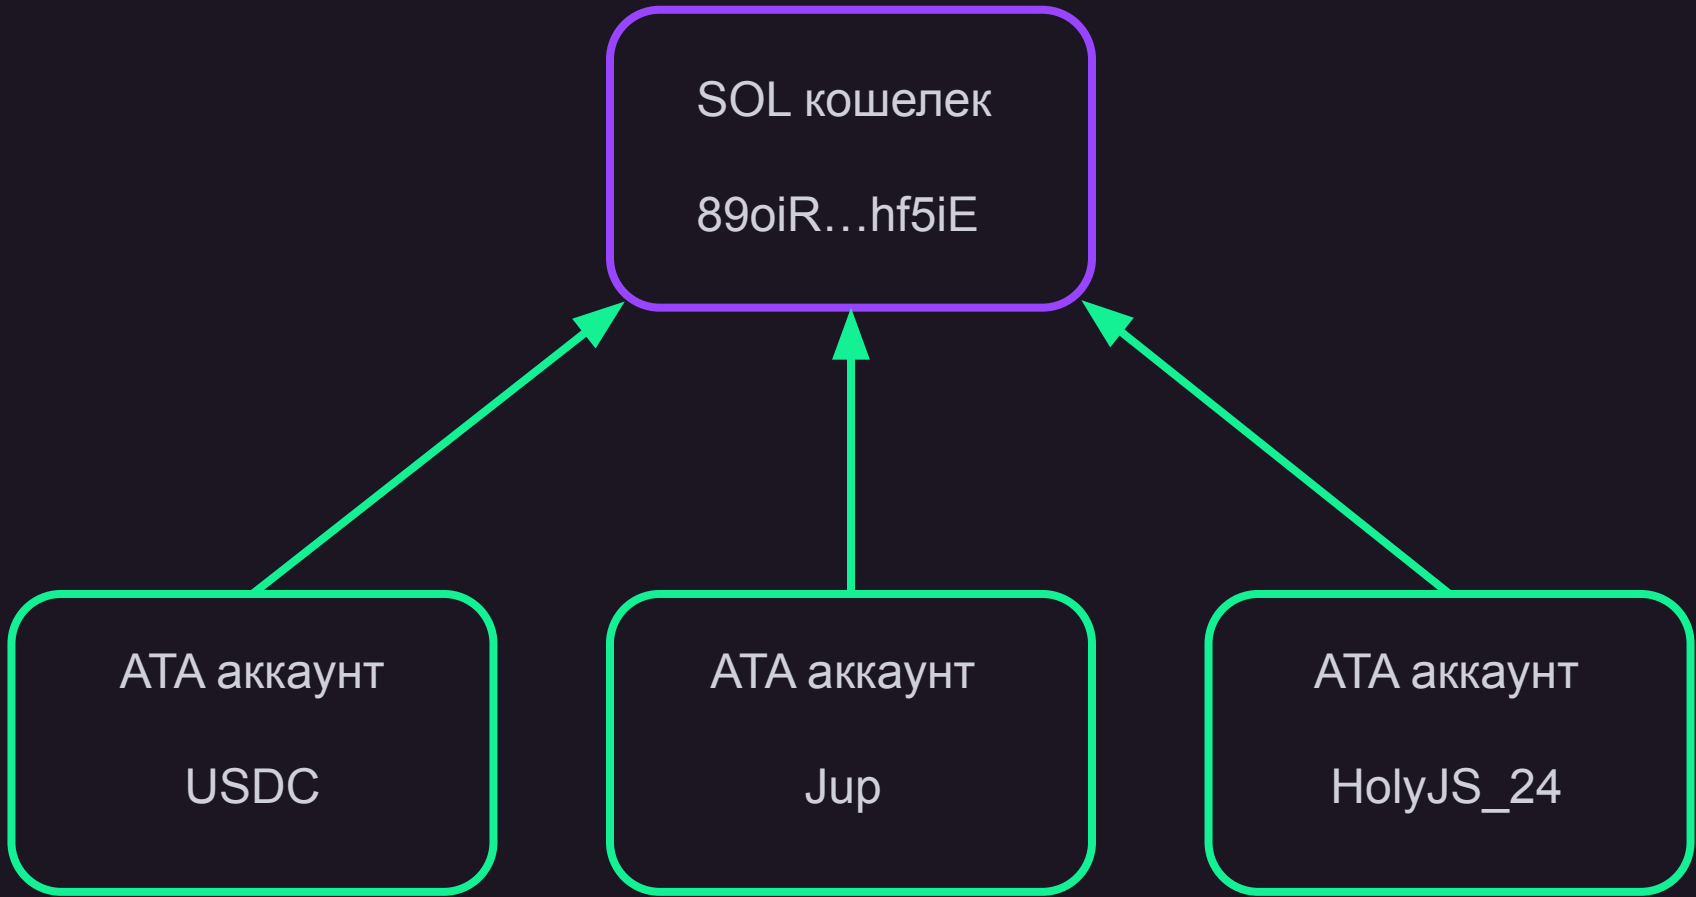 SOL кошелек
89oiR...hf5iE
ATA аккаунт
USDC
ATA аккаунт
Jup
ATA аккаунт
HolyJS_24